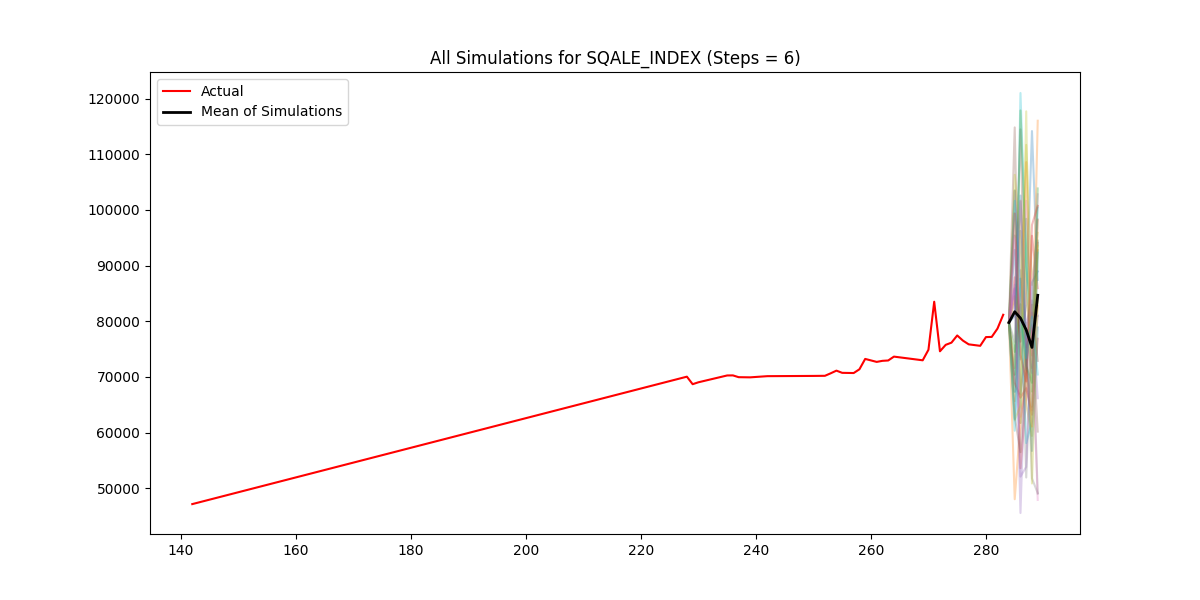 All Simulations for SQALE_INDEX (Steps = 6)
Actual
Mean of Simulations
120000
110000
100000
90000
80000
70000
60000
50000
140 160 180 200 220 240 260 280